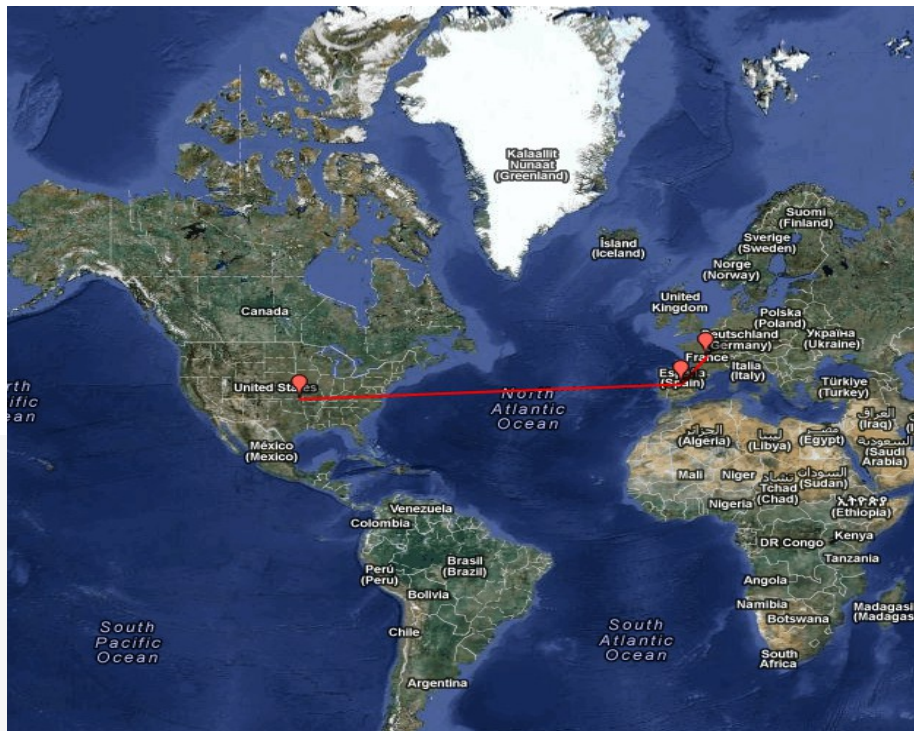 Kalaallit
Nunaat
(Greenland)
Suomi
(Finland)
Ísland
(Iceland)
Sverige
(Sweden)
Norge
(Norway)
United
Kingdom
Canada
Polska
(Poland)
Deutschland
(Germany)
Україна
(Ukraine)
France
Italia
(Italy)
España
(Spain)
United States
Türkiye
(Turkey)
North
Atlantic
Ocean
العراق
(Iraq)
México
(Mexico)
الجزائر
(Algeria)
ليبيا
(Libya)
مصر
(Egypt)
السعودية
(Saudi
Arabia)
Mali
Niger
السودان
(Sudan)
Tchad
(Chad)
Nigeria
ኢትዮጵያ
(Ethiopia)
Venezuela
Colombia
Kenya
DR Congo
Tanzania
Brasil
(Brazil)
Perú
(Peru)
Bolivia
Angola
Namibia
Botswana
Madagas
(Madagas
South
Pacific
Ocean
Chile
South
Atlantic
Ocean
South
Africa
Argentina